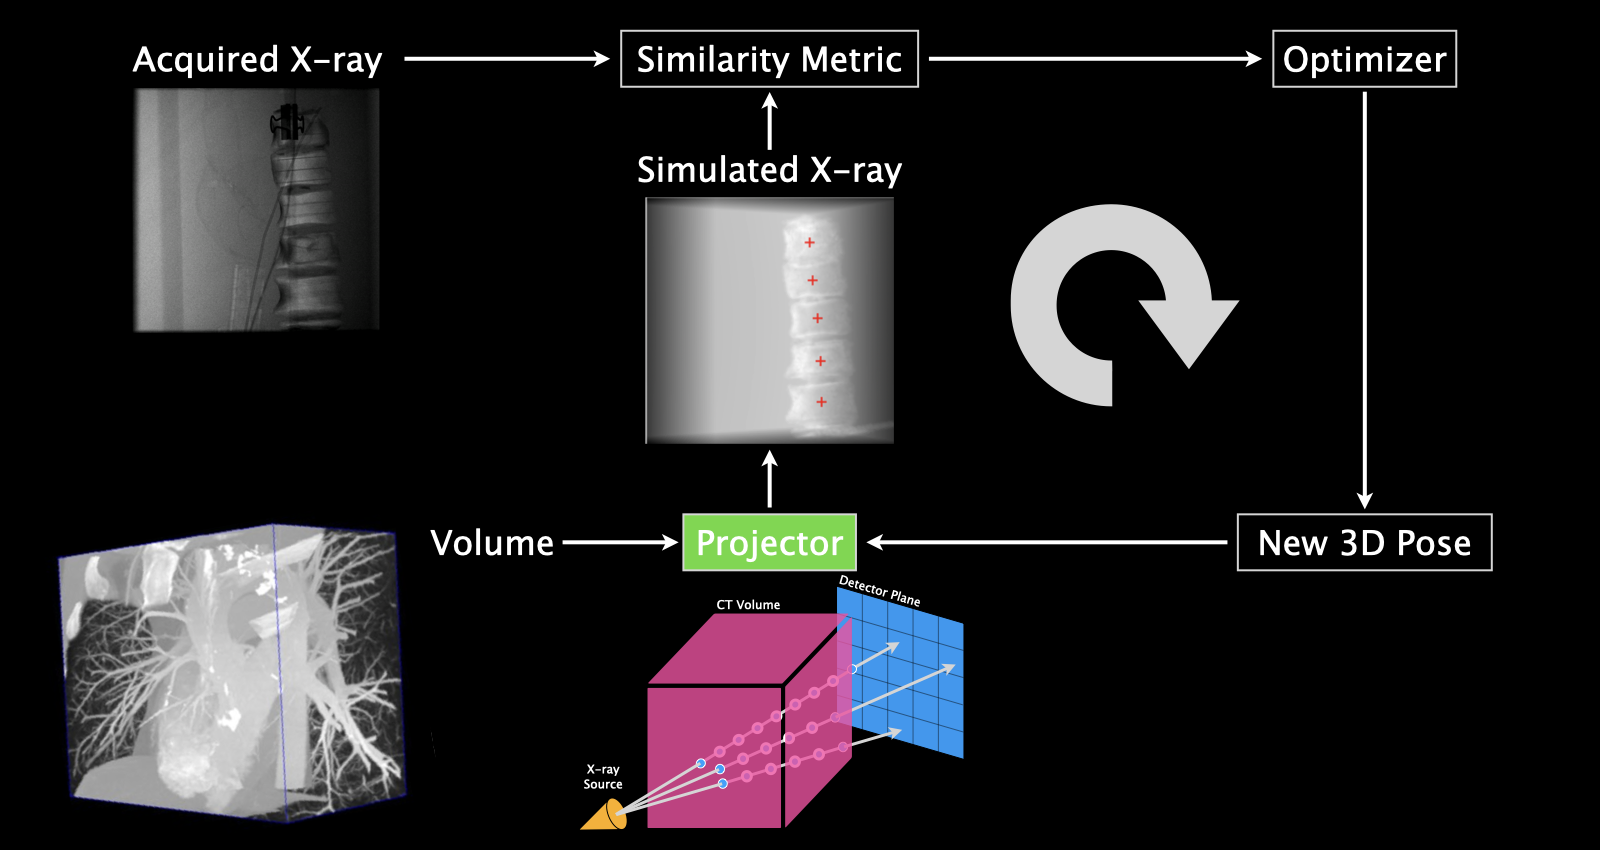 Acquired X-ray
Similarity Metric
Optimizer
Simulated X-ray
Volume
Projector
New 3D Pose
Detector Plane
CT Volume
X-ray
Source